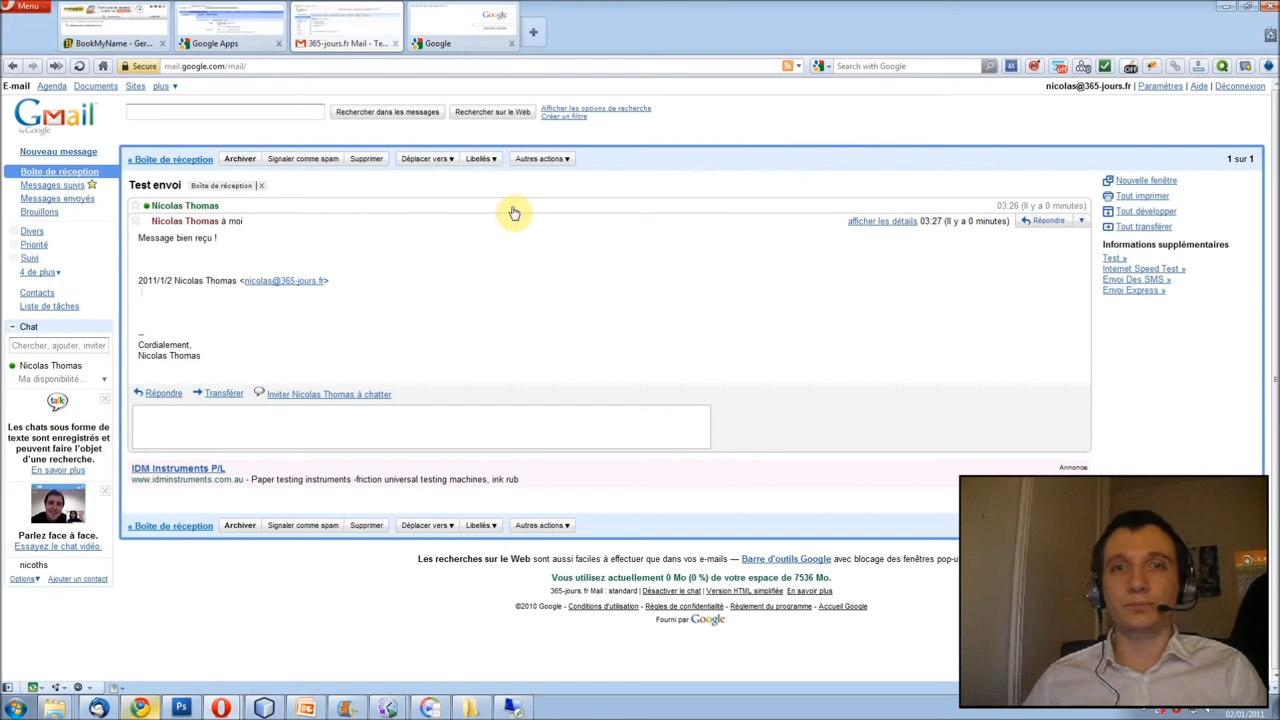 Menu
BookMyName - Ger...
Google Apps
365-jours.fr Mail - Te...
Google
Secure mail.google.com/mail/
Search with Google
E-mail Agenda Documents Sites plus
nicolas@365-jours.fr | Paramètres | Aide | Déconnexion
Gmail
by Google
Rechercher dans les messages
Rechercher sur le Web
Afficher les options de recherche
Créer un filtre
Nouveau message
Boîte de réception
Messages suivis
Messages envoyés
Brouillons
Divers
Priorité
Suivi
4 de plus
Contacts
Liste de tâches
− Chat
Chercher, ajouter, inviter
Nicolas Thomas
Ma disponibilité...
talk
Les chats sous forme de
texte sont enregistrés et
peuvent faire l'objet
d'une recherche.
En savoir plus
Parlez face à face.
Essayez le chat vidéo.
nicoths
Options Ajouter un contact
« Boîte de réception Archiver Signaler comme spam Supprimer Déplacer vers Libellés Autres actions
1 sur 1
Test envoi Boîte de réception | X
Nicolas Thomas 03:26 (Il y a 0 minutes)
Nicolas Thomas à moi afficher les détails 03:27 (Il y a 0 minutes) Répondre
Message bien reçu !
2011/1/2 Nicolas Thomas <nicolas@365-jours.fr>
--
Cordialement,
Nicolas Thomas
Répondre Transférer Inviter Nicolas Thomas à chatter
IDM Instruments P/L Annonce
www.idminstruments.com.au - Paper testing instruments -friction universal testing machines, ink rub
« Boîte de réception Archiver Signaler comme spam Supprimer Déplacer vers Libellés Autres actions
Nouvelle fenêtre
Tout imprimer
Tout développer
Tout transférer
Informations supplémentaires
Test »
Internet Speed Test »
Envoi Des SMS »
Envoi Express »
Les recherches sur le Web sont aussi faciles à effectuer que dans vos e-mails — Barre d'outils Google avec blocage des fenêtres pop-u
Vous utilisez actuellement 0 Mo (0 %) de votre espace de 7536 Mo.
365-jours.fr Mail : standard | Désactiver le chat | Version HTML simplifiée | En savoir plus
©2010 Google - Conditions d'utilisation - Règles de confidentialité - Règlement du programme - Accueil Google
Fourni par Google
02/01/2011